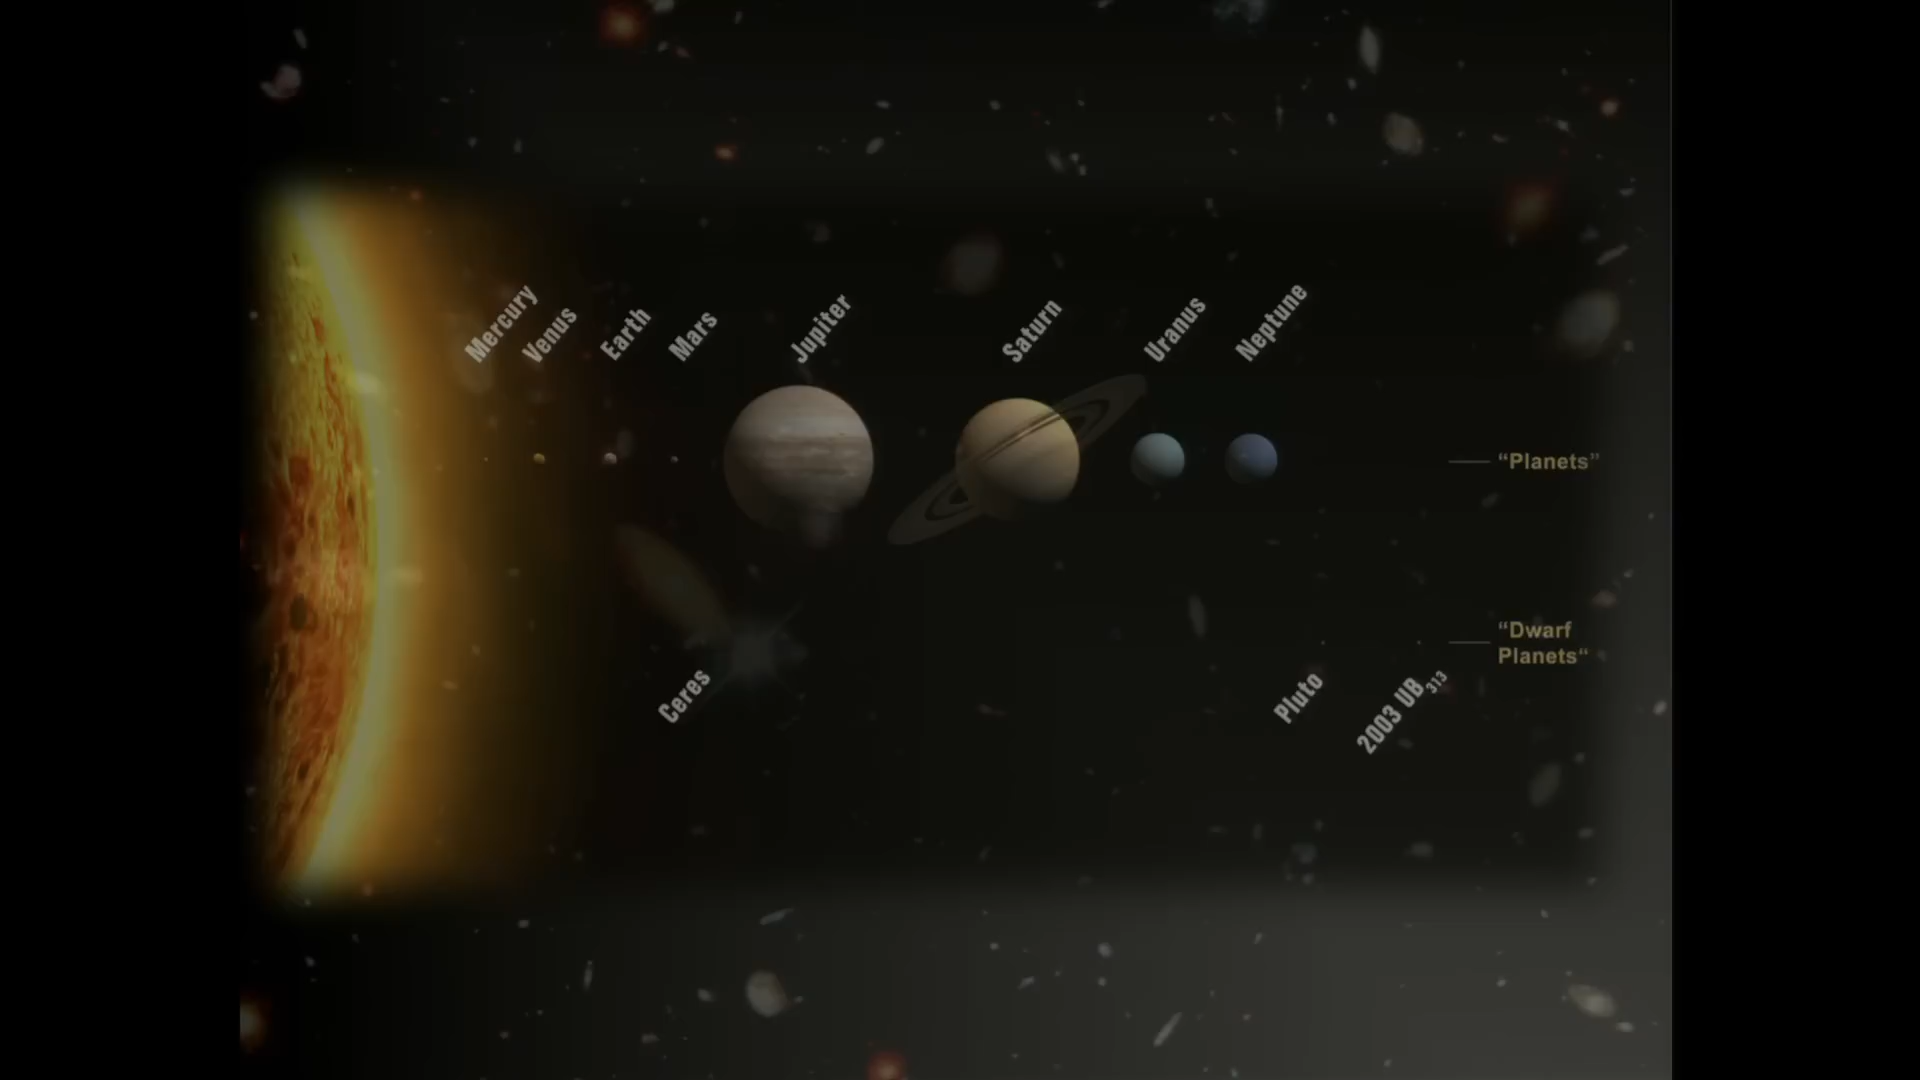 Mercury
Venus
Earth
Mars
Jupiter
Saturn
Uranus
Neptune
“Planets”
“Dwarf
Planets“
Ceres
Pluto
2003 UB313